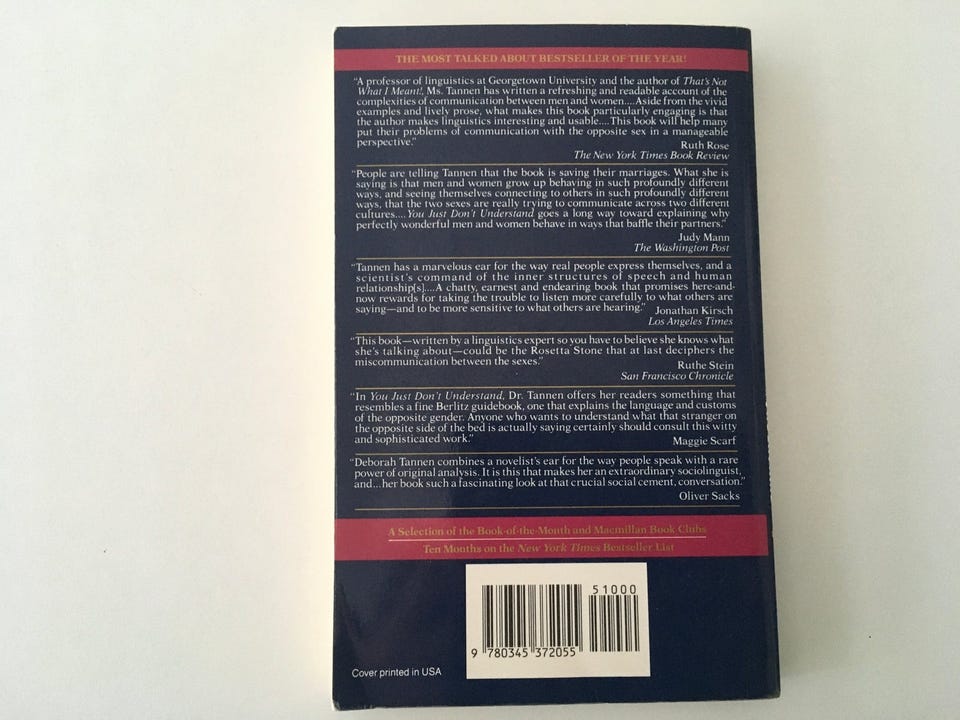 THE MOST TALKED ABOUT BESTSELLER OF THE YEAR!
“A professor of linguistics at Georgetown University and the author of That's Not
What I Meant!, Ms. Tannen has written a refreshing and readable account of the
complexities of communication between men and women....Aside from the vivid
examples and lively prose, what makes this book particularly engaging is that
the author makes linguistics interesting and usable....This book will help many
put their problems of communication with the opposite sex in a manageable
perspective.”
Ruth Rose
The New York Times Book Review
“People are telling Tannen that the book is saving their marriages. What she is
saying is that men and women grow up behaving in such profoundly different
ways, and seeing themselves connecting to others in such profoundly different
ways, that the two sexes are really trying to communicate across two different
cultures....You Just Don't Understand goes a long way toward explaining why
perfectly wonderful men and women behave in ways that baffle their partners.”
Judy Mann
The Washington Post
“Tannen has a marvelous ear for the way real people express themselves, and a
scientist's command of the inner structures of speech and human
relationship[s]....A chatty, earnest and endearing book that promises here-and-
now rewards for taking the trouble to listen more carefully to what others are
saying—and to be more sensitive to what others are hearing.”
Jonathan Kirsch
Los Angeles Times
“This book—written by a linguistics expert so you have to believe she knows what
she's talking about—could be the Rosetta Stone that at last deciphers the
miscommunication between the sexes.”
Ruthe Stein
San Francisco Chronicle
“In You Just Don't Understand, Dr. Tannen offers her readers something that
resembles a fine Berlitz guidebook, one that explains the language and customs
of the opposite gender. Anyone who wants to understand what that stranger on
the opposite side of the bed is actually saying certainly should consult this witty
and sophisticated work.”
Maggie Scarf
“Deborah Tannen combines a novelist's ear for the way people speak with a rare
power of original analysis. It is this that makes her an extraordinary sociolinguist,
and...her book such a fascinating look at that crucial social cement, conversation.”
Oliver Sacks
A Selection of the Book-of-the-Month and Macmillan Book Clubs
Ten Months on the New York Times Bestseller List
51000
9 780345 372055
Cover printed in USA